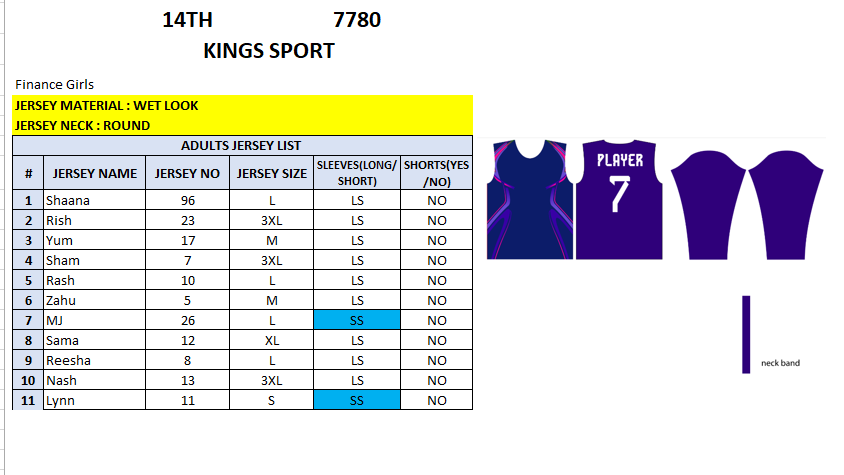 14TH 7780
KINGS SPORT
Finance Girls
JERSEY MATERIAL : WET LOOK
JERSEY NECK : ROUND
ADULTS JERSEY LIST
# JERSEY NAME JERSEY NO JERSEY SIZE SLEEVES(LONG/SHORT) SHORTS(YES/NO)
1 Shaana 96 L LS NO
2 Rish 23 3XL LS NO
3 Yum 17 M LS NO
4 Sham 7 3XL LS NO
5 Rash 10 L LS NO
6 Zahu 5 M LS NO
7 MJ 26 L SS NO
8 Sama 12 XL LS NO
9 Reesha 8 L LS NO
10 Nash 13 3XL LS NO
11 Lynn 11 S SS NO
PLAYER
7
neck band